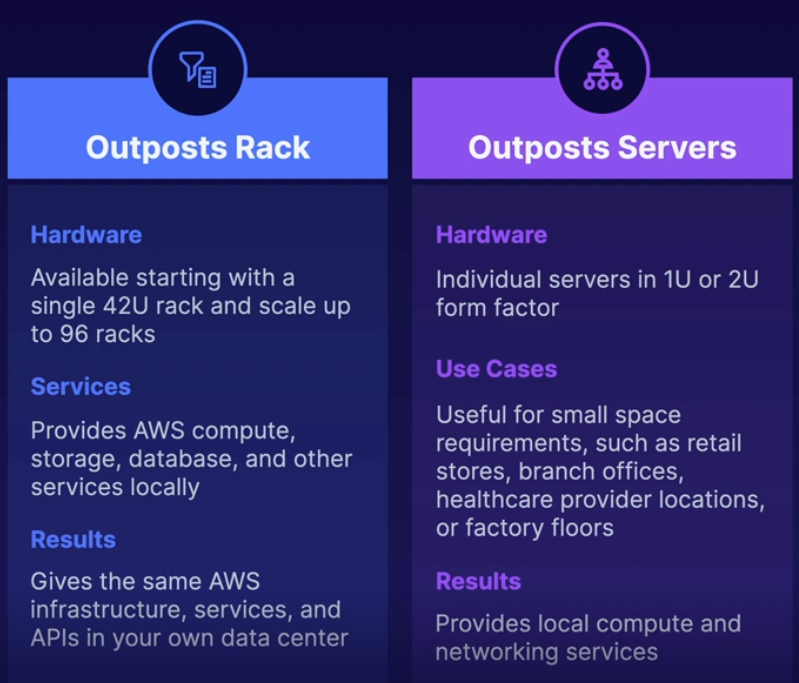 Outposts Rack
Hardware
Available starting with a
single 42U rack and scale up
to 96 racks
Services
Provides AWS compute,
storage, database, and other
services locally
Results
Gives the same AWS
infrastructure, services, and
APIs in your own data center
Outposts Servers
Hardware
Individual servers in 1U or 2U
form factor
Use Cases
Useful for small space
requirements, such as retail
stores, branch offices,
healthcare provider locations,
or factory floors
Results
Provides local compute and
networking services